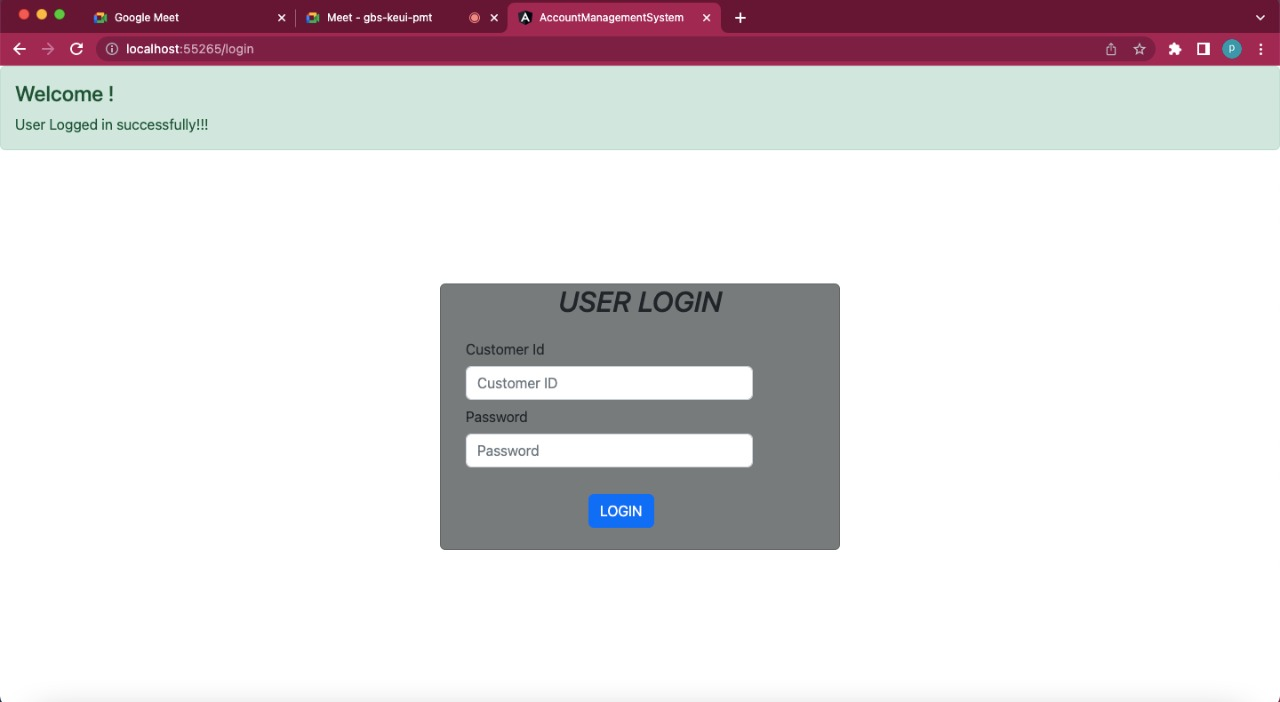 Google Meet
Meet - gbs-keui-pmt
AccountManagementSystem
localhost:55265/login
p
Welcome !
User Logged in successfully!!!
USER LOGIN
Customer Id
Customer ID
Password
Password
LOGIN